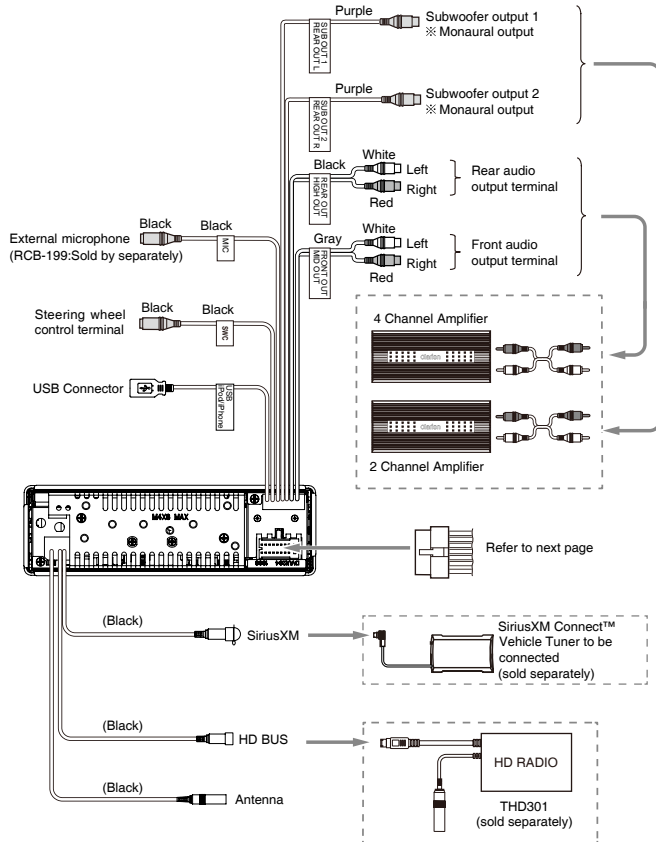 Purple
Subwoofer output 1
※ Monaural output
SUB OUT 1
REAR OUT L
Purple
Subwoofer output 2
※ Monaural output
SUB OUT 2
REAR OUT R
Black
White
Left
Right
Red
Rear audio
output terminal
REAR OUT
HIGH OUT
Gray
White
Left
Right
Red
Front audio
output terminal
FRONT OUT
MID OUT
Black
Black
External microphone
(RCB-199:Sold by separately)
MIC
Black
Black
Steering wheel
control terminal
SWC
USB Connector
USB
iPod/iPhone
4 Channel Amplifier
clarion
clarion
2 Channel Amplifier
M4X8 MAX
Refer to next page
(Black)
SiriusXM
SiriusXM Connect™
Vehicle Tuner to be
connected
(sold separately)
(Black)
HD BUS
HD RADIO
THD301
(sold separately)
(Black)
Antenna